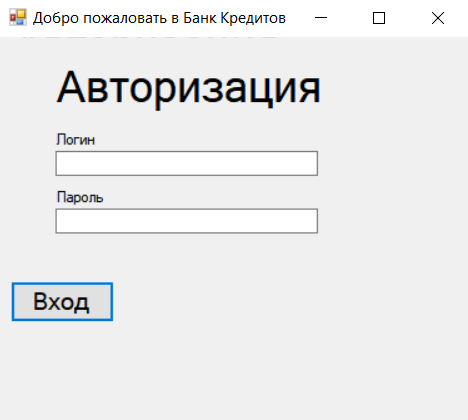 Добро пожаловать в Банк Кредитов
Авторизация
Логин
Пароль
Вход